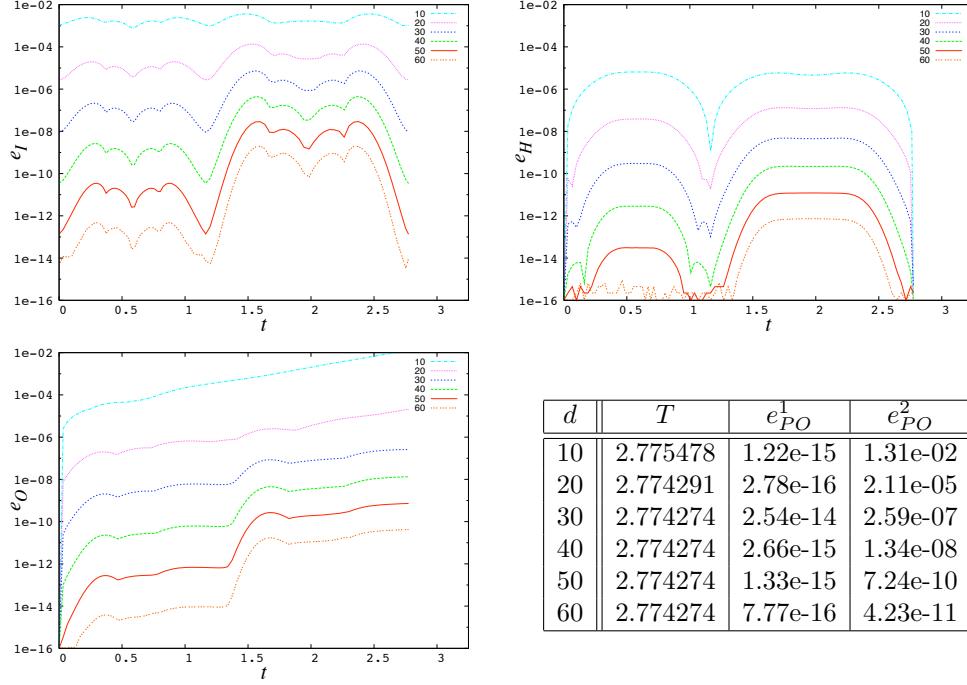 1e-02
1e-04
1e-06
1e-08
1e-10
1e-12
1e-14
1e-16
e_I
0 0.5 1 1.5 2 2.5 3
t
10
20
30
40
50
60
1e-02
1e-04
1e-06
1e-08
1e-10
1e-12
1e-14
1e-16
e_H
0 0.5 1 1.5 2 2.5 3
t
10
20
30
40
50
60
1e-02
1e-04
1e-06
1e-08
1e-10
1e-12
1e-14
1e-16
e_O
0 0.5 1 1.5 2 2.5 3
t
10
20
30
40
50
60
d T e^1_{PO} e^2_{PO}
10 2.775478 1.22e-15 1.31e-02
20 2.774291 2.78e-16 2.11e-05
30 2.774274 2.54e-14 2.59e-07
40 2.774274 2.66e-15 1.34e-08
50 2.774274 1.33e-15 7.24e-10
60 2.774274 7.77e-16 4.23e-11